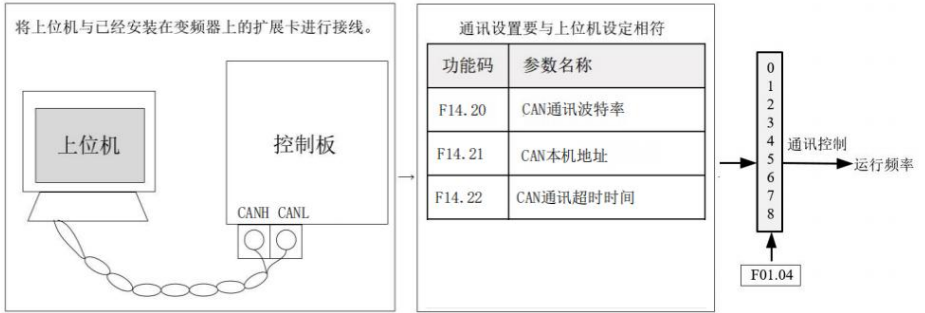 将上位机与已经安装在变频器上的扩展卡进行接线。
上位机
控制板
CANH CANL
→
通讯设置要与上位机设定相符
功能码 参数名称
F14.20 CAN通讯波特率
F14.21 CAN本机地址
F14.22 CAN通讯超时时间
0
1
2
3
4
5
6
7
8
通讯控制
运行频率
F01.04